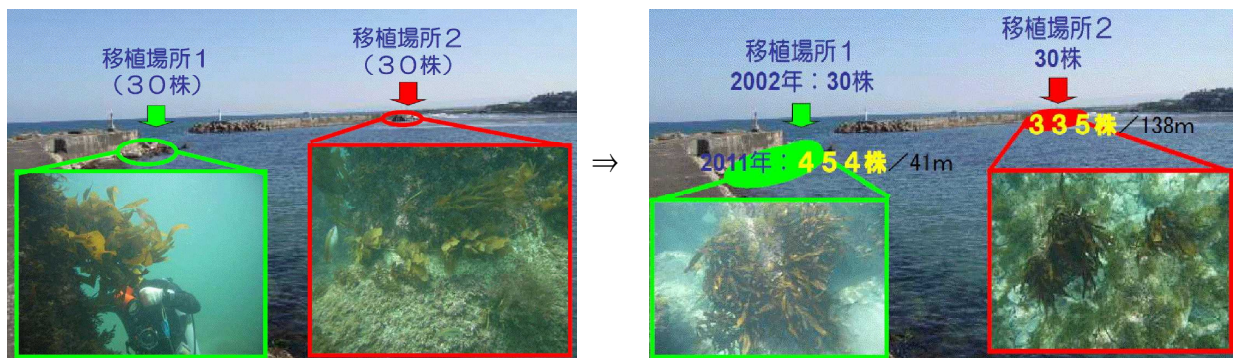 移植場所1
(30株)
移植場所2
(30株)
⇒
移植場所1
2002年:30株
移植場所2
30株
335株/138m
2011年:454株/41m